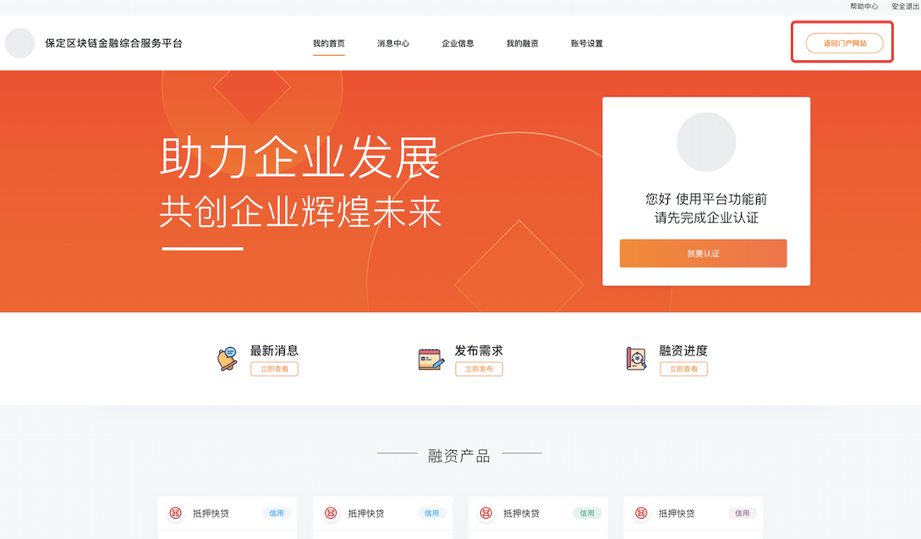 帮助中心 安全退出
保定区块链金融综合服务平台 我的首页 消息中心 企业信息 我的融资 账号设置 返回门户网站
助力企业发展
共创企业辉煌未来
您好 使用平台功能前
请先完成企业认证
我要认证
最新消息
立即查看
发布需求
立即发布
融资进度
立即查看
融资产品
抵押快贷 信用
抵押快贷 信用
抵押快贷 信用
抵押快贷 信用